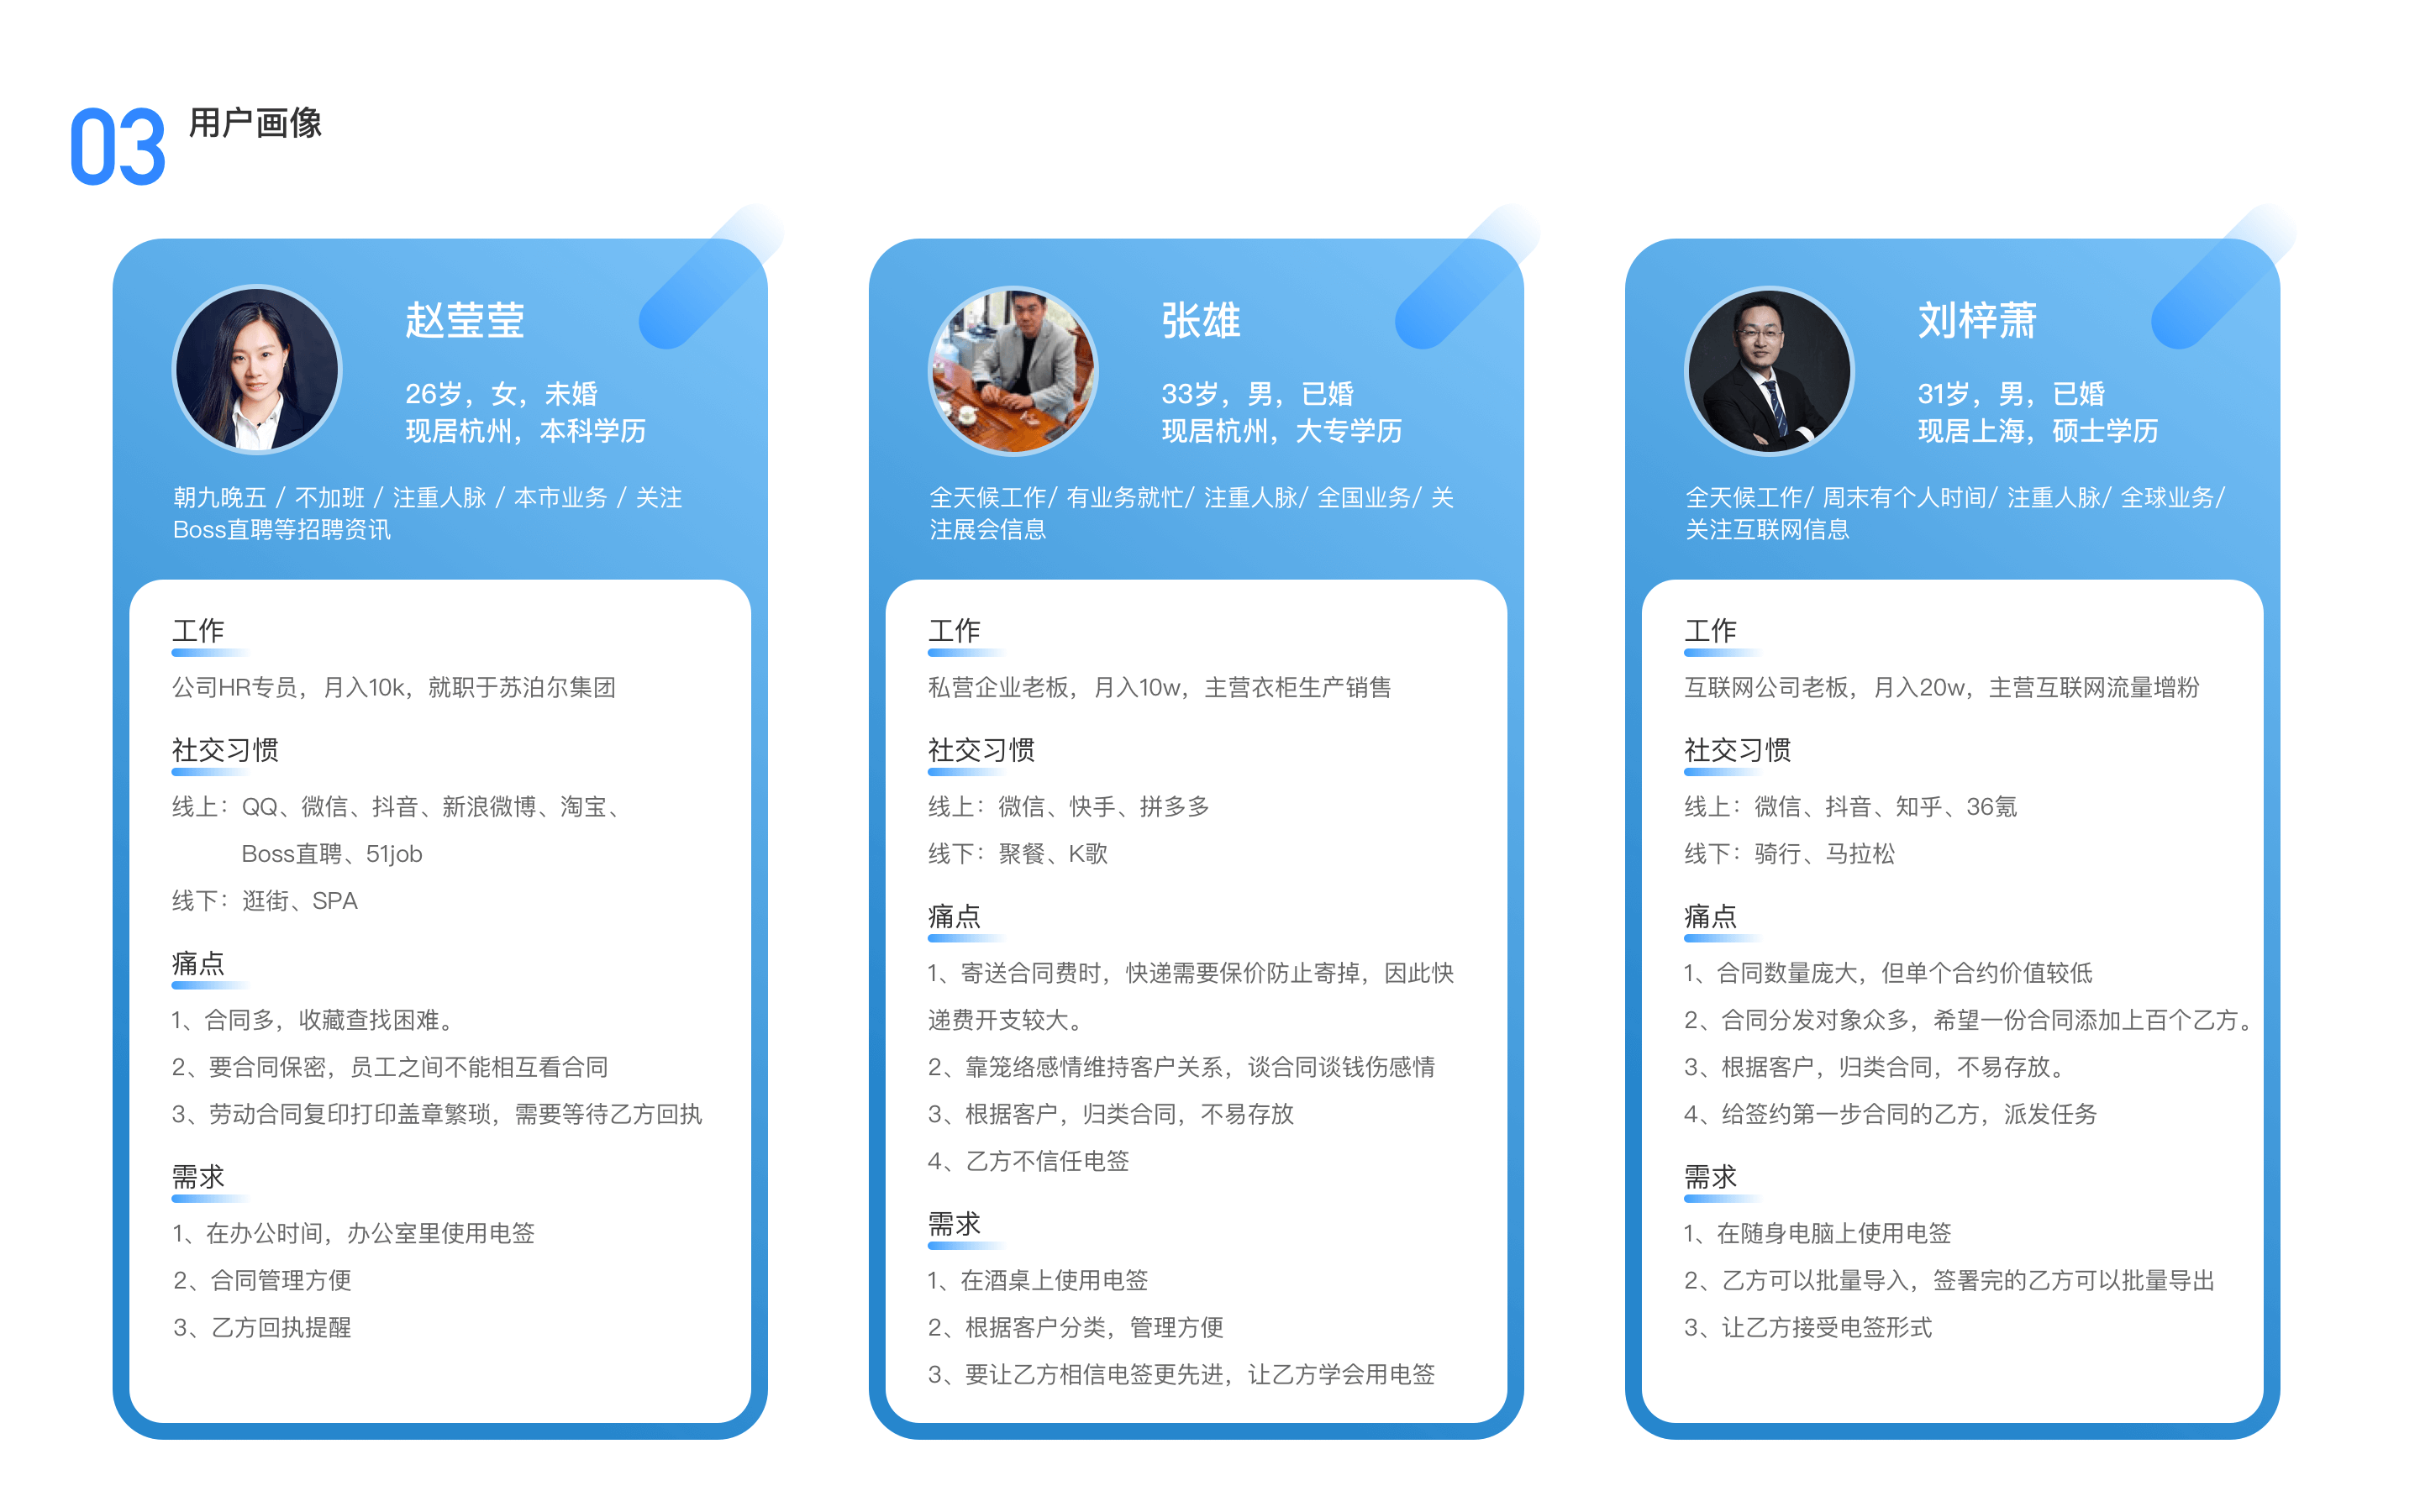 03 用户画像
赵莹莹
26岁，女，未婚
现居杭州，本科学历
朝九晚五 / 不加班 / 注重人脉 / 本市业务 / 关注
Boss直聘等招聘资讯
工作
公司HR专员，月入10k，就职于苏泊尔集团
社交习惯
线上：QQ、微信、抖音、新浪微博、淘宝、
Boss直聘、51job
线下：逛街、SPA
痛点
1、合同多，收藏查找困难。
2、要合同保密，员工之间不能相互看合同
3、劳动合同复印打印盖章繁琐，需要等待乙方回执
需求
1、在办公时间，办公室里使用电签
2、合同管理方便
3、乙方回执提醒
张雄
33岁，男，已婚
现居杭州，大专学历
全天候工作/ 有业务就忙/ 注重人脉/ 全国业务/ 关
注展会信息
工作
私营企业老板，月入10w，主营衣柜生产销售
社交习惯
线上：微信、快手、拼多多
线下：聚餐、K歌
痛点
1、寄送合同费时，快递需要保价防止寄掉，因此快
递费开支较大。
2、靠笼络感情维持客户关系，谈合同谈钱伤感情
3、根据客户，归类合同，不易存放
4、乙方不信任电签
需求
1、在酒桌上使用电签
2、根据客户分类，管理方便
3、要让乙方相信电签更先进，让乙方学会用电签
刘梓萧
31岁，男，已婚
现居上海，硕士学历
全天候工作/ 周末有个人时间/ 注重人脉/ 全球业务/
关注互联网信息
工作
互联网公司老板，月入20w，主营互联网流量增粉
社交习惯
线上：微信、抖音、知乎、36氪
线下：骑行、马拉松
痛点
1、合同数量庞大，但单个合约价值较低
2、合同分发对象众多，希望一份合同添加上百个乙方。
3、根据客户，归类合同，不易存放。
4、给签约第一步合同的乙方，派发任务
需求
1、在随身电脑上使用电签
2、乙方可以批量导入，签署完的乙方可以批量导出
3、让乙方接受电签形式